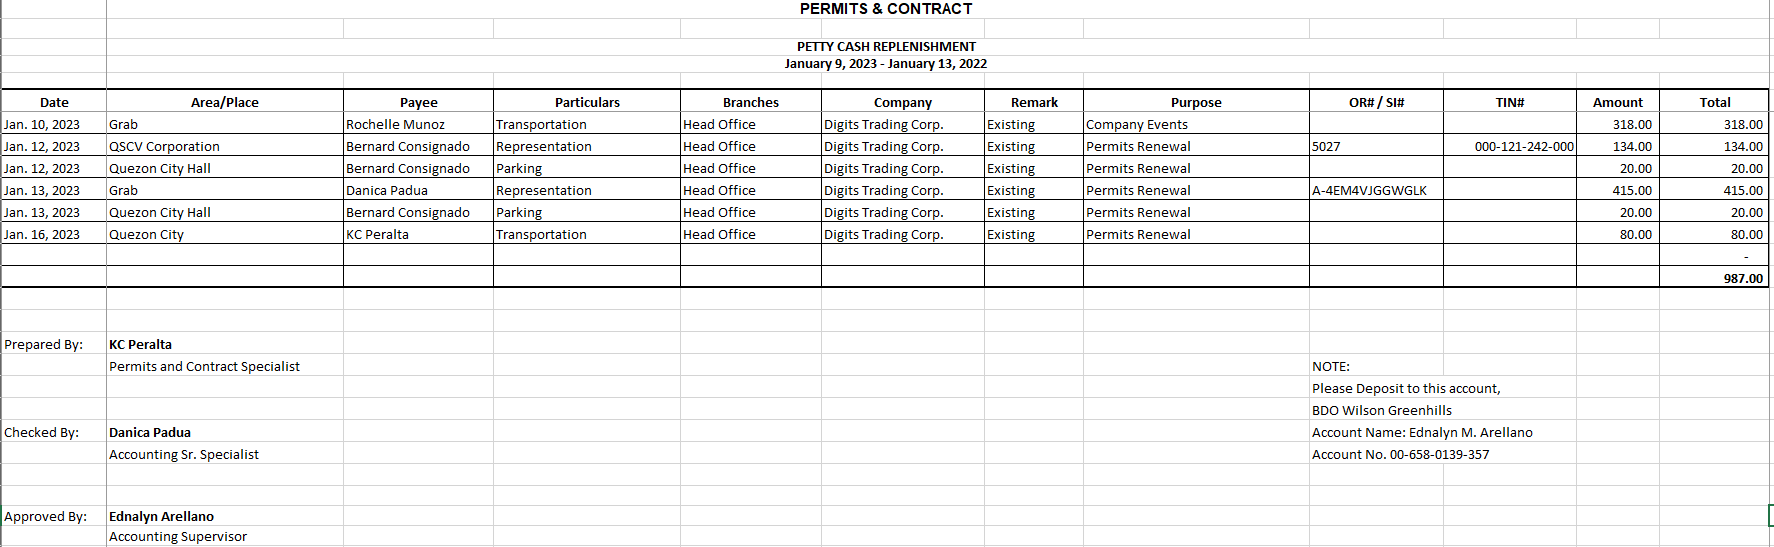 PERMITS & CONTRACT
PETTY CASH REPLENISHMENT
January 9, 2023 - January 13, 2022
Date Area/Place Payee Particulars Branches Company Remark Purpose OR# / SI# TIN# Amount Total
Jan. 10, 2023 Grab Rochelle Munoz Transportation Head Office Digits Trading Corp. Existing Company Events 318.00 318.00
Jan. 12, 2023 QSCV Corporation Bernard Consignado Representation Head Office Digits Trading Corp. Existing Permits Renewal 5027 000-121-242-000 134.00 134.00
Jan. 12, 2023 Quezon City Hall Bernard Consignado Parking Head Office Digits Trading Corp. Existing Permits Renewal 20.00 20.00
Jan. 13, 2023 Grab Danica Padua Representation Head Office Digits Trading Corp. Existing Permits Renewal A-4EM4VJGGWGLK 415.00 415.00
Jan. 13, 2023 Quezon City Hall Bernard Consignado Parking Head Office Digits Trading Corp. Existing Permits Renewal 20.00 20.00
Jan. 16, 2023 Quezon City KC Peralta Transportation Head Office Digits Trading Corp. Existing Permits Renewal 80.00 80.00
-
987.00
Prepared By: KC Peralta
Permits and Contract Specialist NOTE:
Please Deposit to this account,
BDO Wilson Greenhills
Checked By: Danica Padua Account Name: Ednalyn M. Arellano
Accounting Sr. Specialist Account No. 00-658-0139-357
Approved By: Ednalyn Arellano
Accounting Supervisor